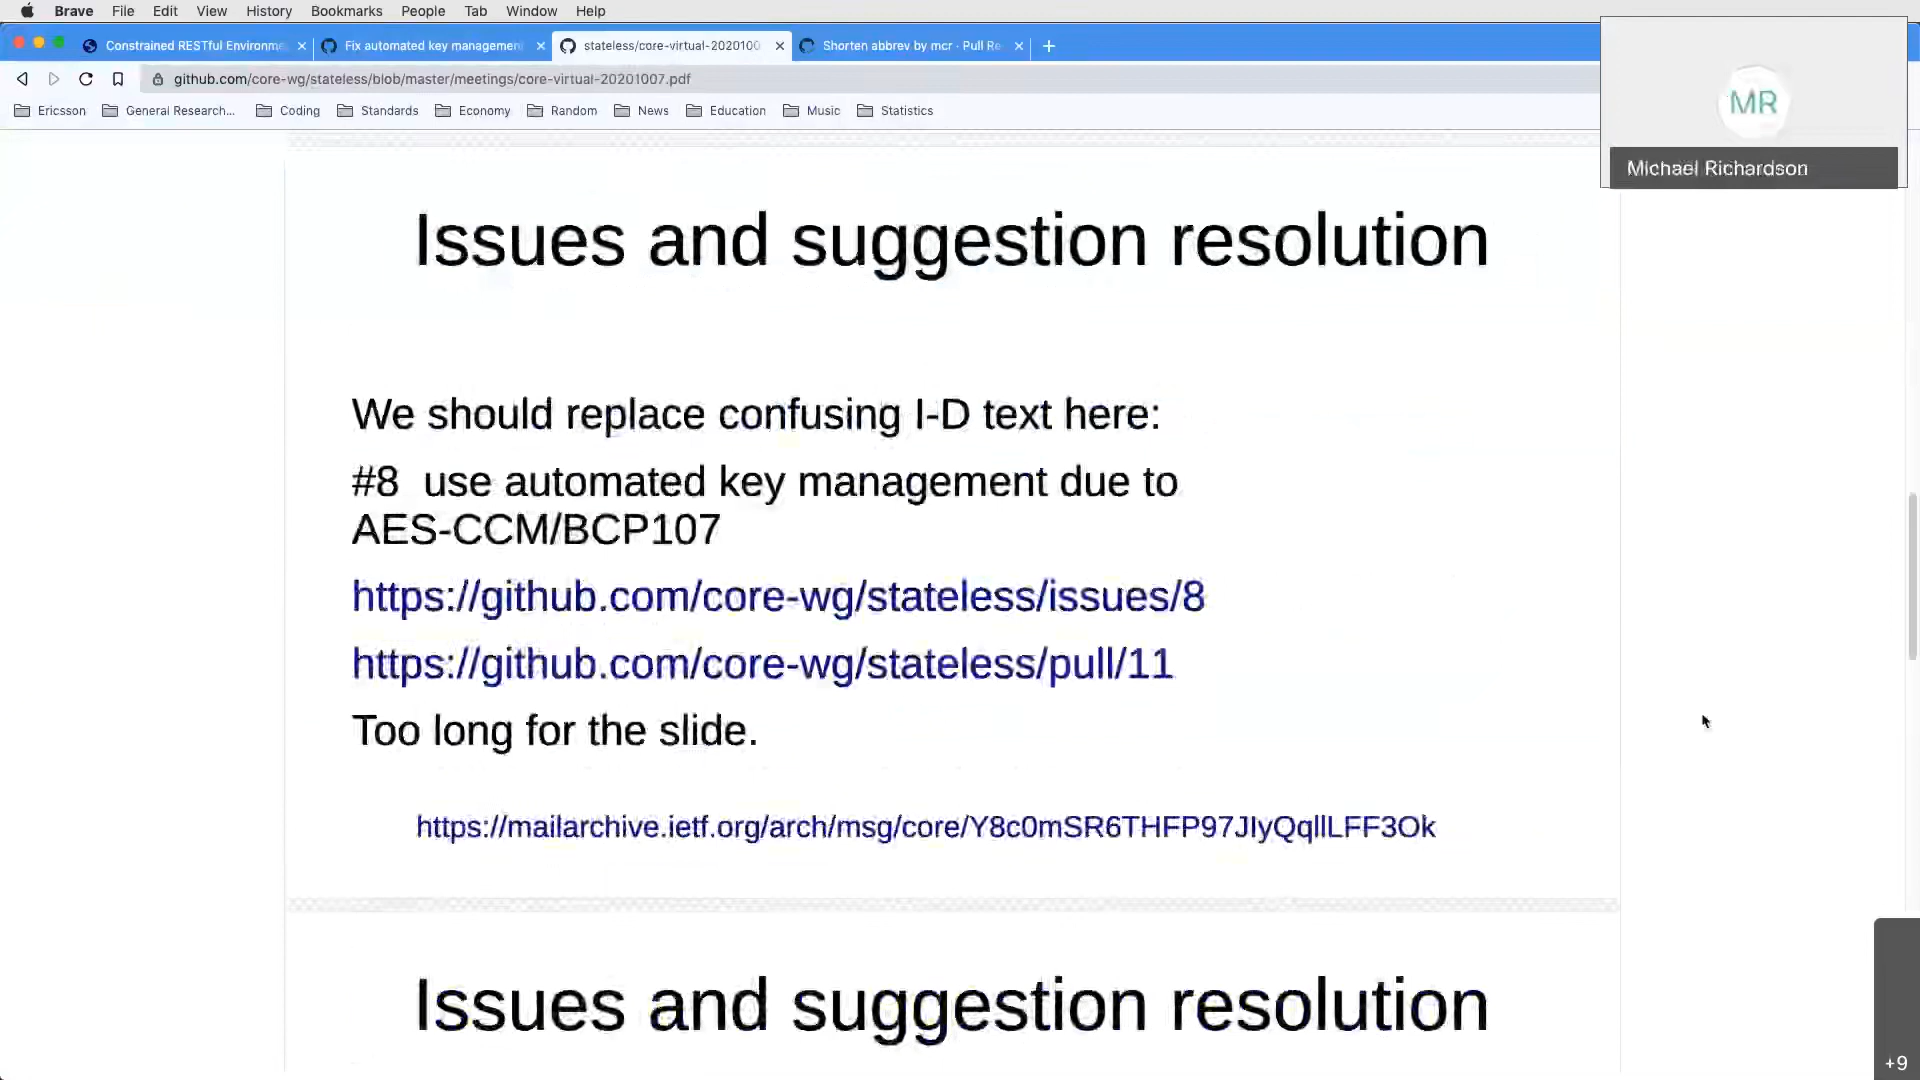 Brave File Edit View History Bookmarks People Tab Window Help
Constrained RESTful Environme
Fix automated key management
stateless/core-virtual-2020100
Shorten abbrev by mcr · Pull Re
github.com/core-wg/stateless/blob/master/meetings/core-virtual-20201007.pdf
Ericsson General Research... Coding Standards Economy Random News Education Music Statistics
MR
Michael Richardson
Issues and suggestion resolution
We should replace confusing I-D text here:
#8 use automated key management due to
AES-CCM/BCP107
https://github.com/core-wg/stateless/issues/8
https://github.com/core-wg/stateless/pull/11
Too long for the slide.
https://mailarchive.ietf.org/arch/msg/core/Y8c0mSR6THFP97JIyQqllLFF3Ok
Issues and suggestion resolution
+9